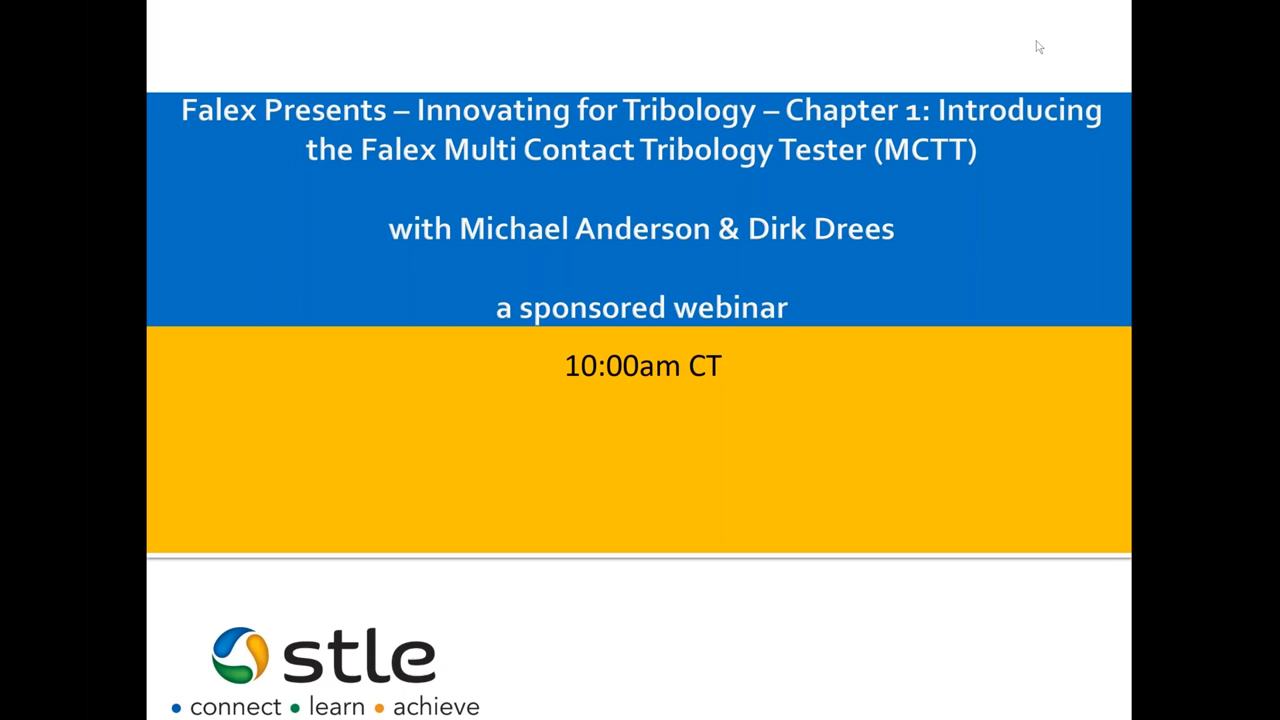 Falex Presents – Innovating for Tribology – Chapter 1: Introducing
the Falex Multi Contact Tribology Tester (MCTT)
with Michael Anderson & Dirk Drees
a sponsored webinar
10:00am CT
stle
• connect • learn • achieve